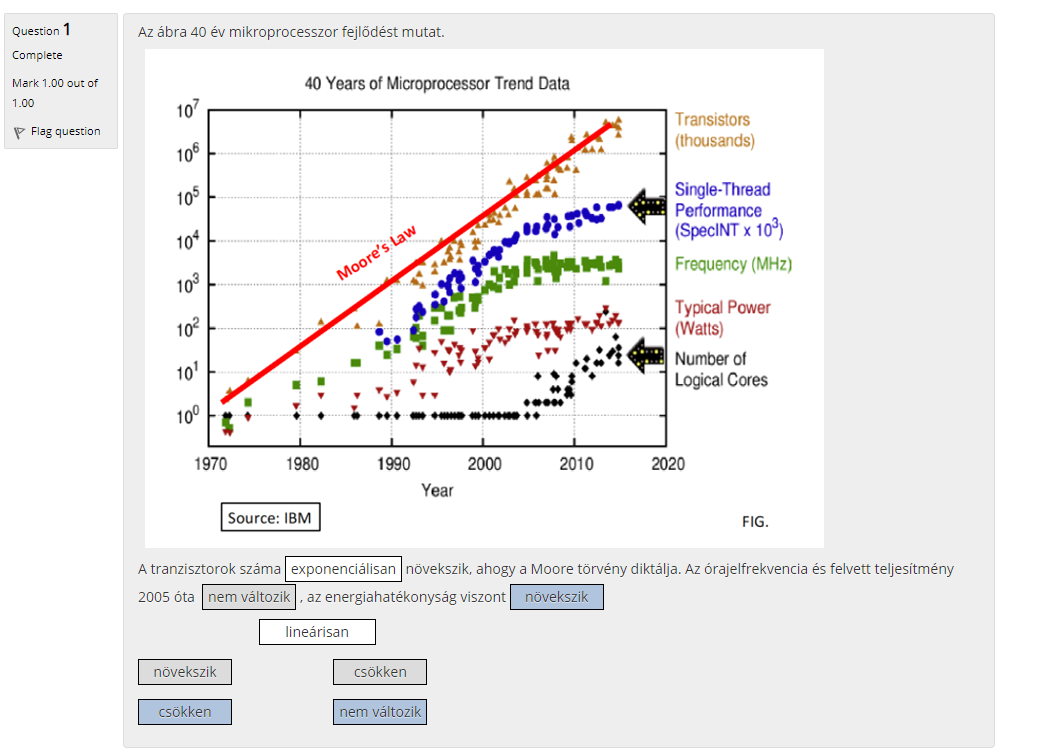 Question 1
Complete
Mark 1.00 out of
1.00
Flag question
Az ábra 40 év mikroprocesszor fejlődést mutat.
40 Years of Microprocessor Trend Data
10^7
10^6
10^5
10^4
10^3
10^2
10^1
10^0
Moore's Law
Transistors
(thousands)
Single-Thread
Performance
(SpecINT x 10^3)
Frequency (MHz)
Typical Power
(Watts)
Number of
Logical Cores
1970 1980 1990 2000 2010 2020
Year
Source: IBM
FIG.
A tranzisztorok száma exponenciálisan növekszik, ahogy a Moore törvény diktálja. Az órajelfrekvencia és felvett teljesítmény
2005 óta nem változik , az energiahatékonyság viszont növekszik
lineárisan
növekszik csökken
csökken nem változik